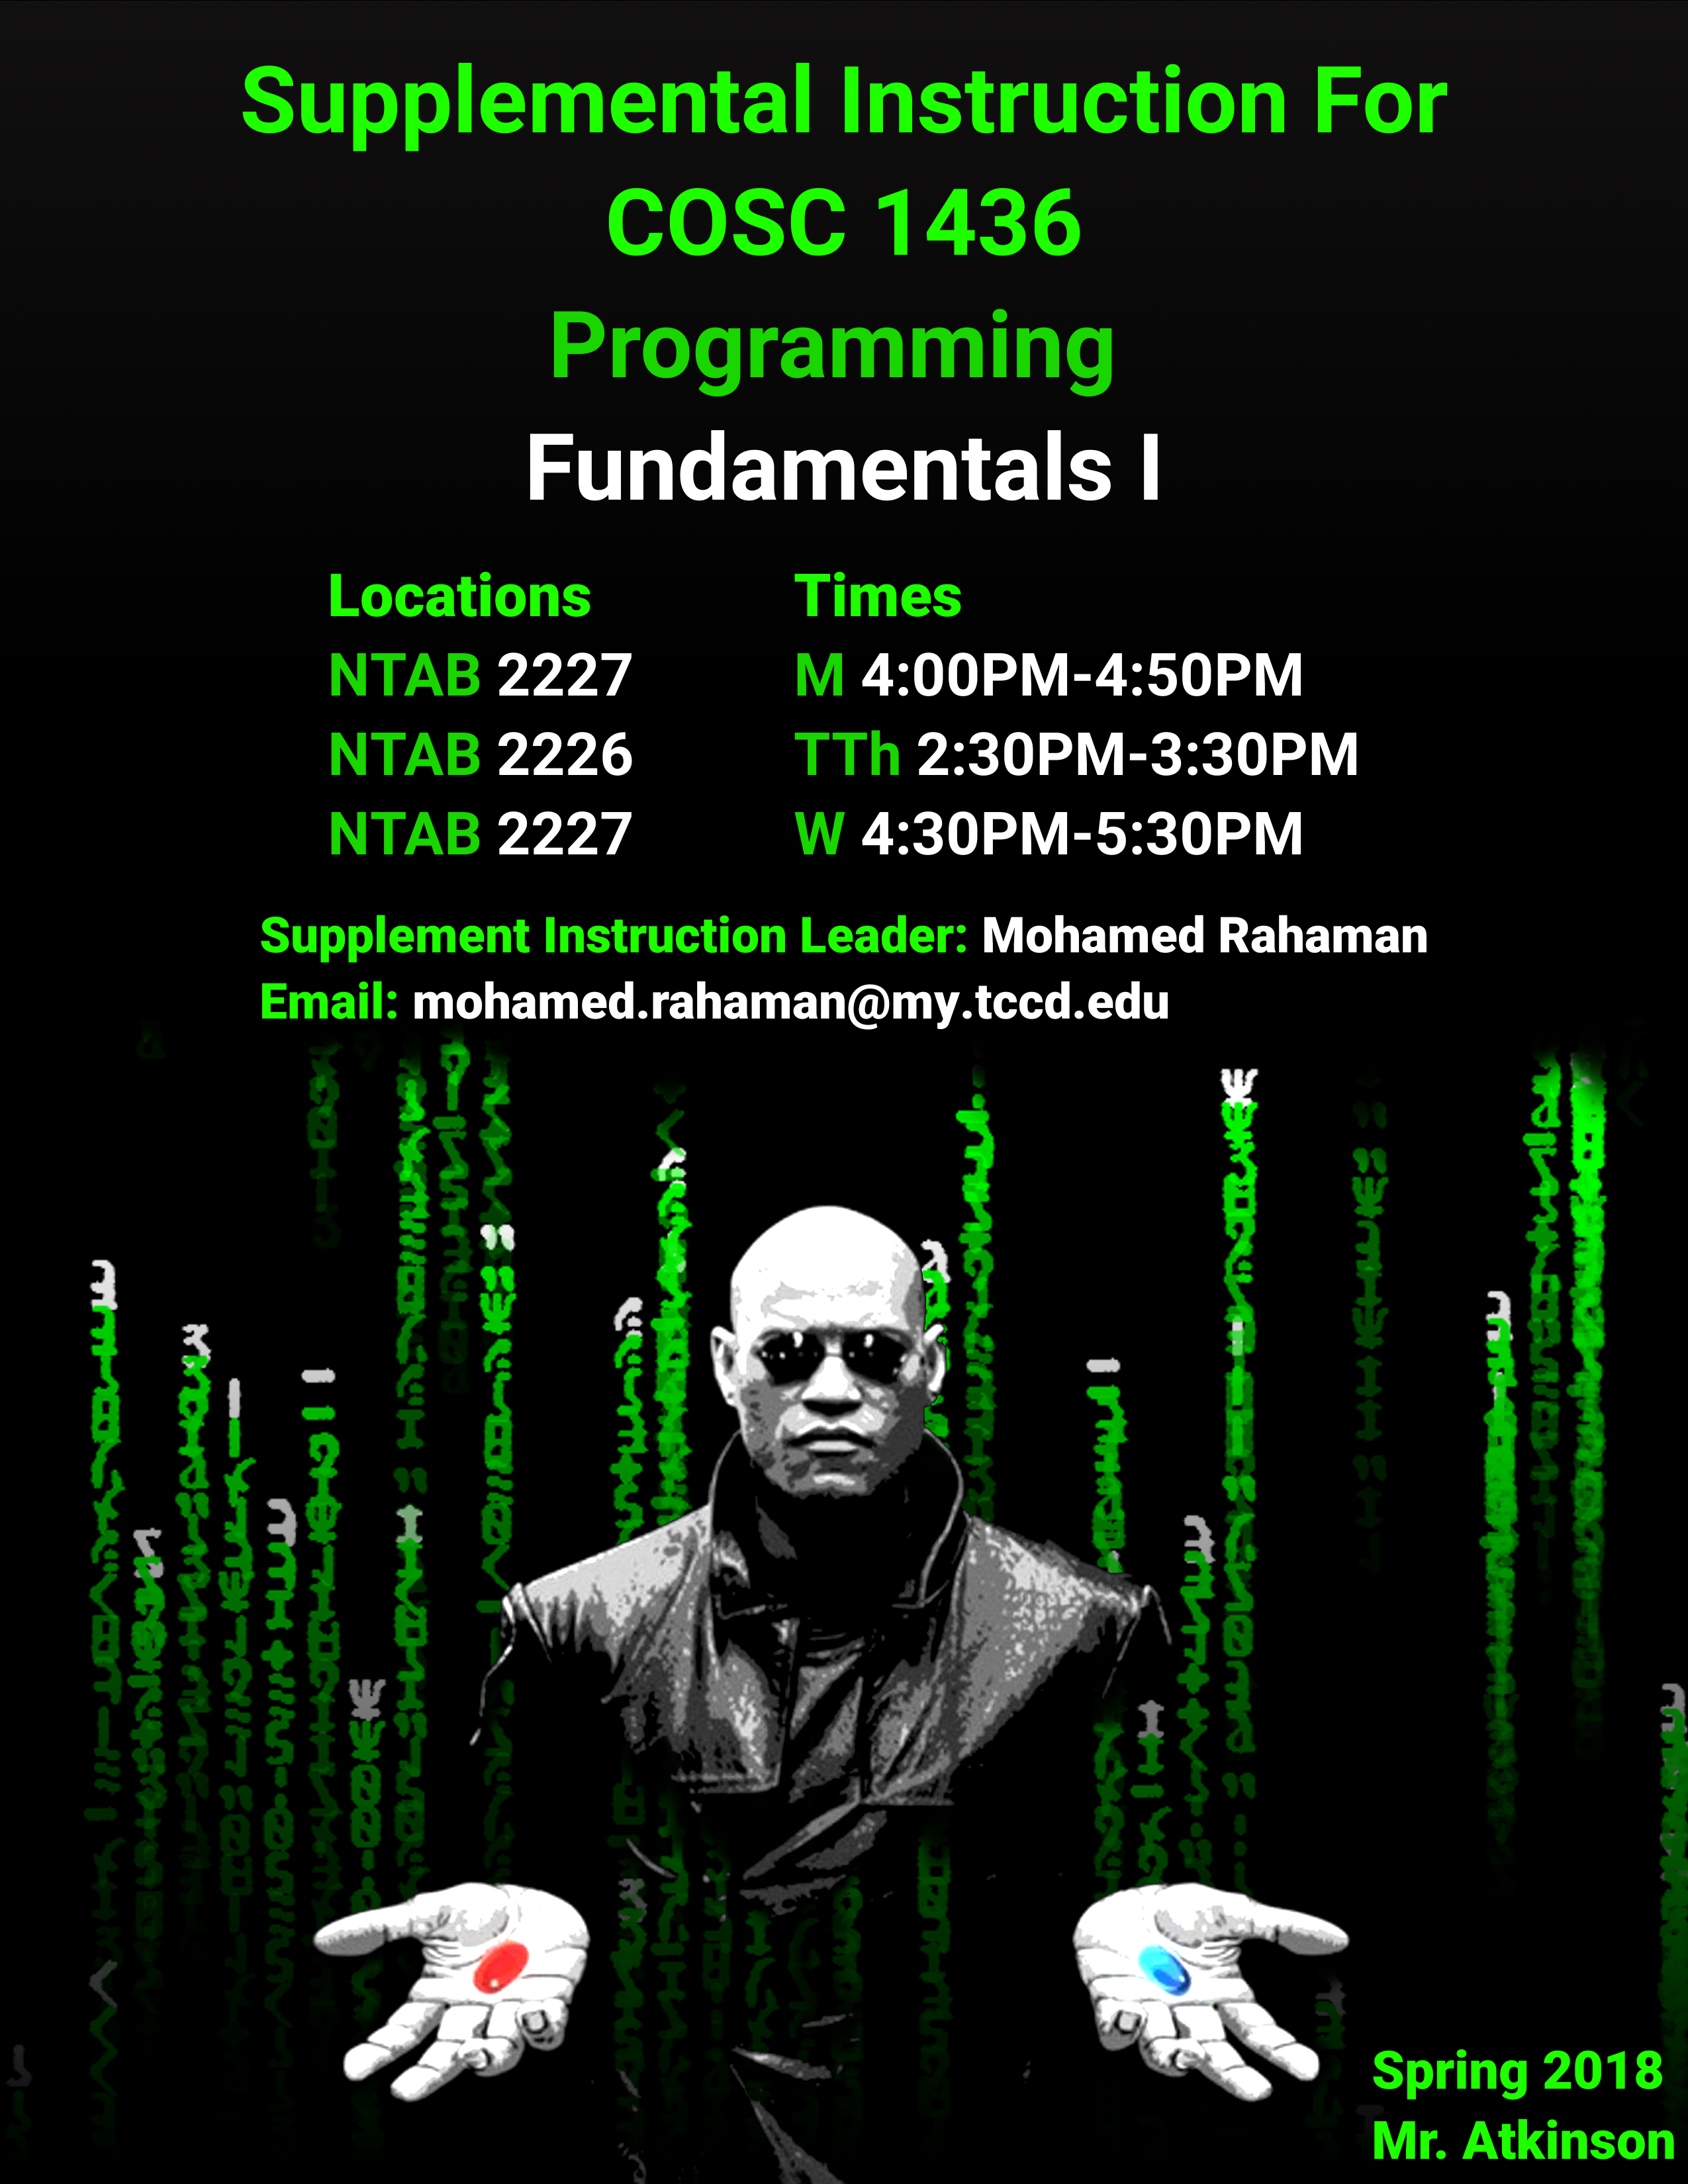 Supplemental Instruction For
COSC 1436
Programming
Fundamentals I
Locations
Times
NTAB 2227
M 4:00PM-4:50PM
NTAB 2226
TTh 2:30PM-3:30PM
NTAB 2227
W 4:30PM-5:30PM
Supplement Instruction Leader: Mohamed Rahaman
Email: mohamed.rahaman@my.tccd.edu
Spring 2018
Mr. Atkinson